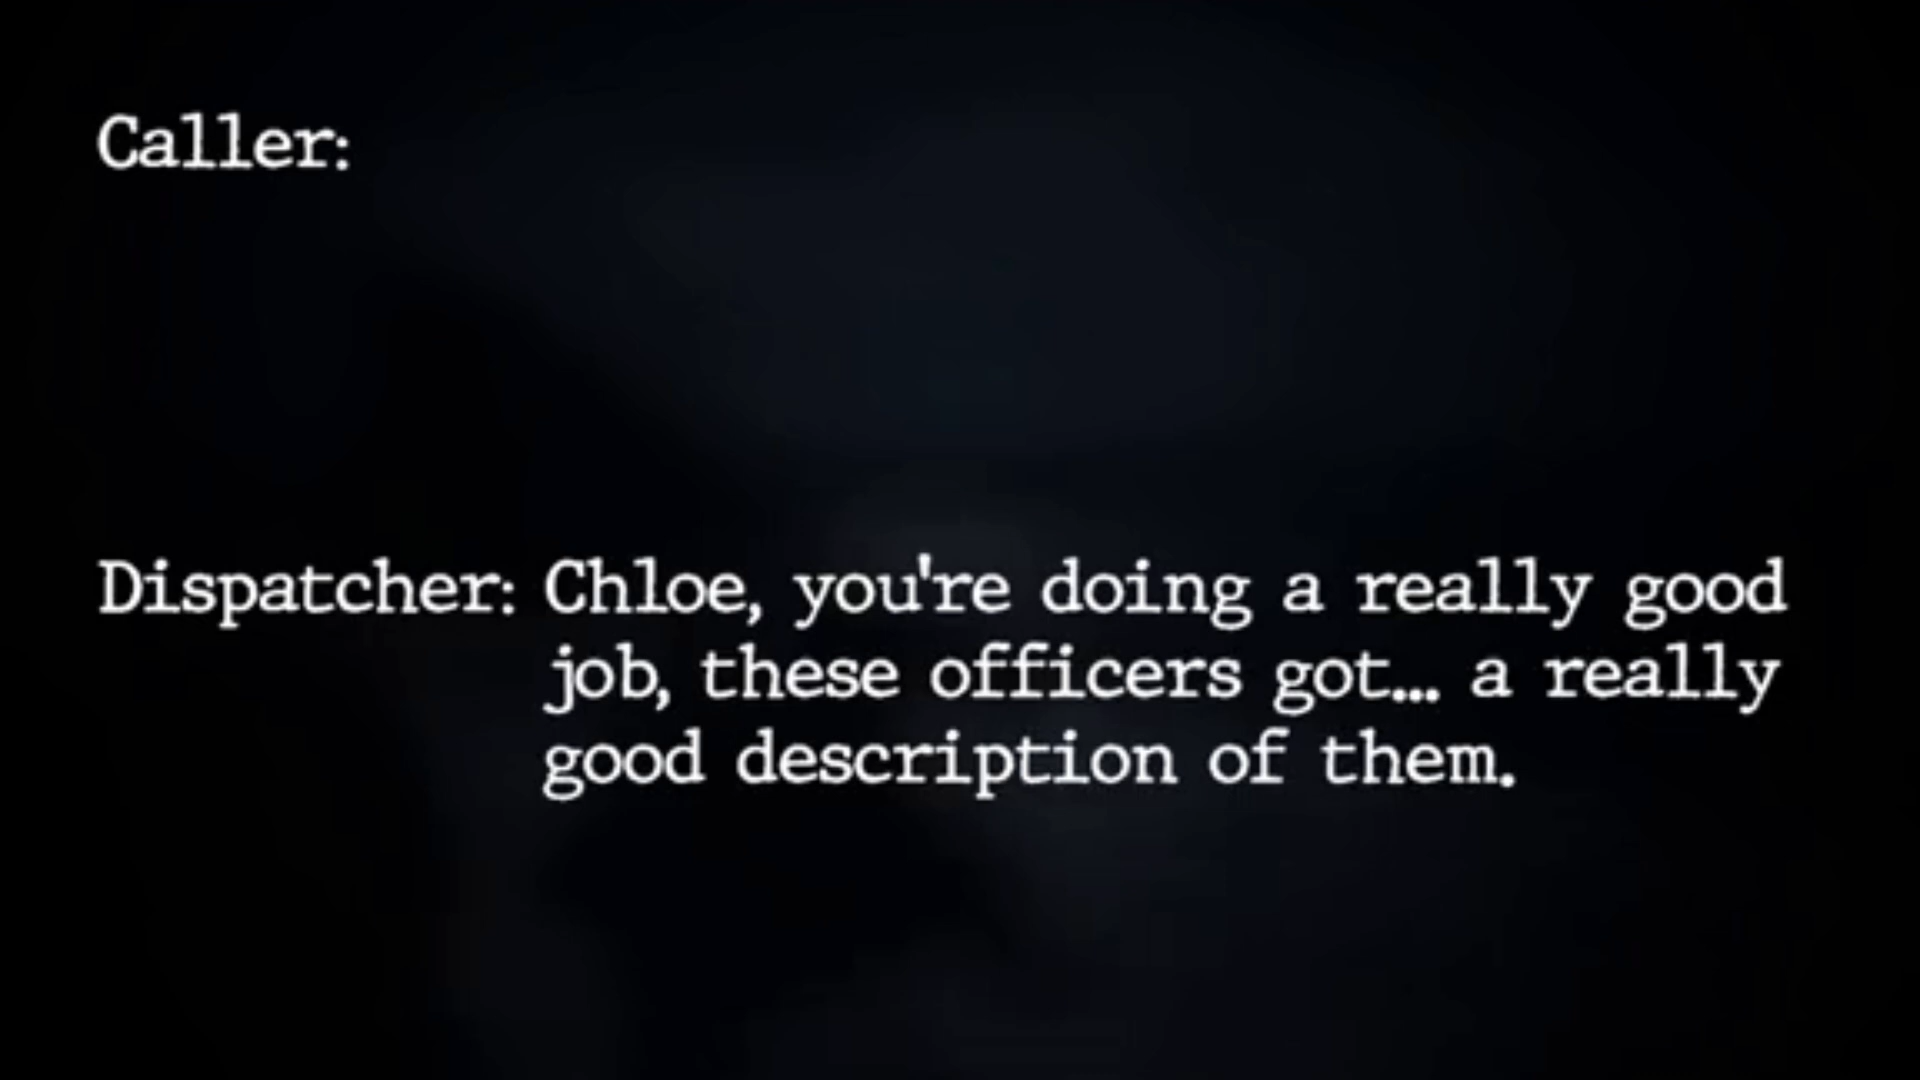 Caller:
Dispatcher: Chloe, you're doing a really good
job, these officers got... a really
good description of them.